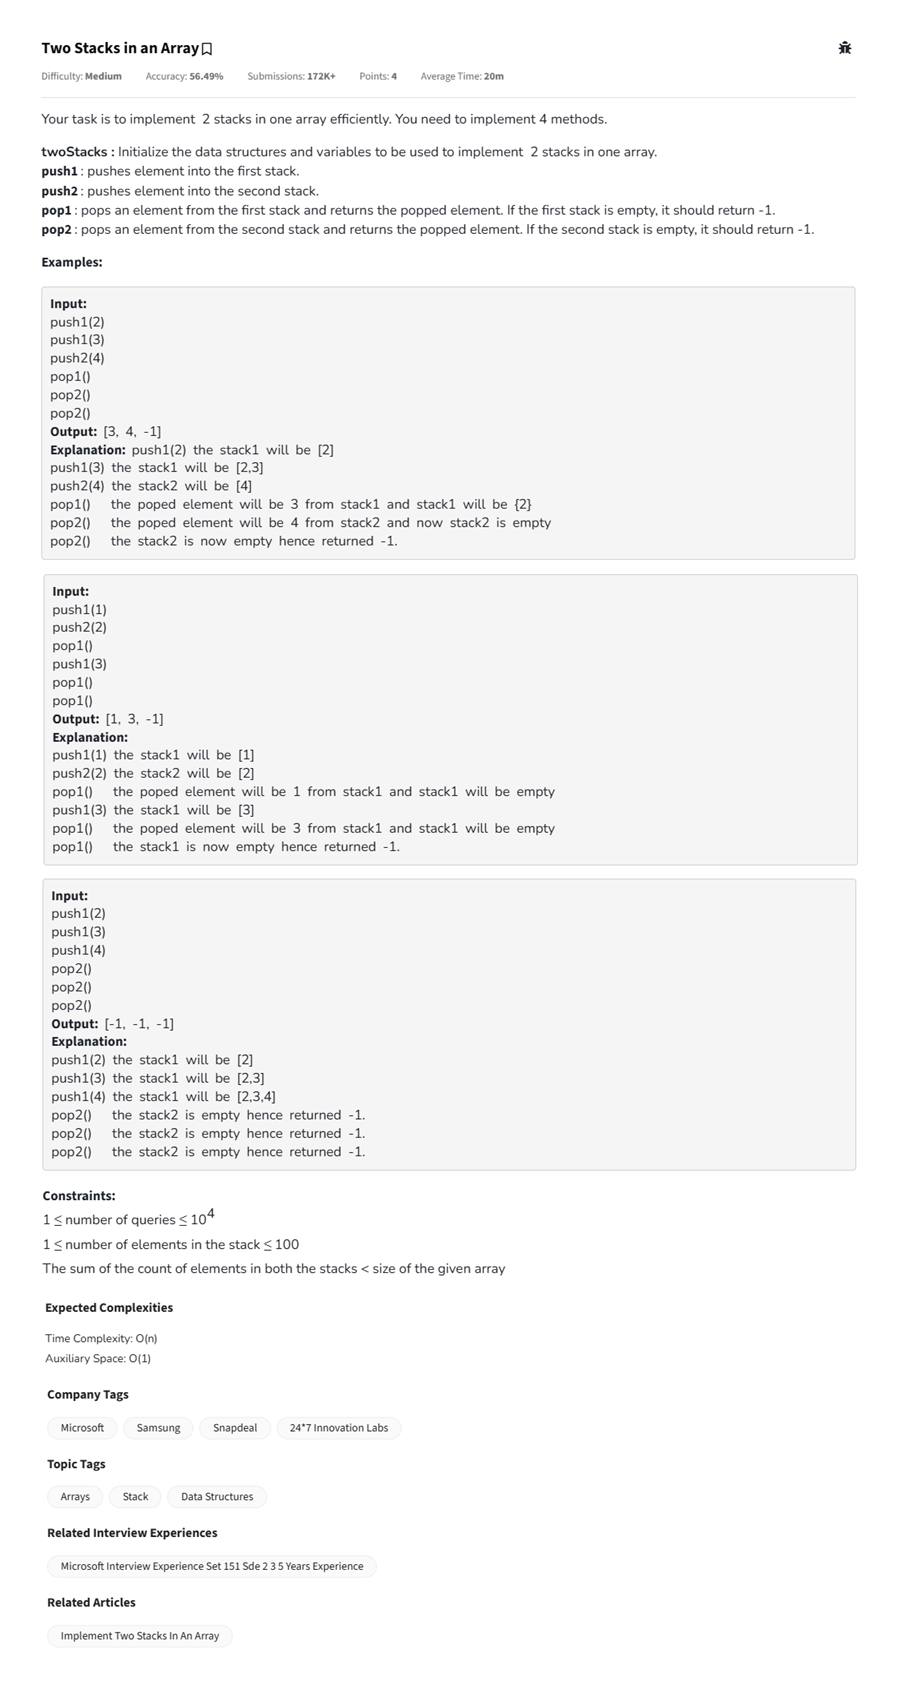 Two Stacks in an Array
Difficulty: Medium Accuracy: 56.49% Submissions: 172K+ Points: 4 Average Time: 20m
Your task is to implement 2 stacks in one array efficiently. You need to implement 4 methods.
twoStacks : Initialize the data structures and variables to be used to implement 2 stacks in one array.
push1 : pushes element into the first stack.
push2 : pushes element into the second stack.
pop1 : pops an element from the first stack and returns the popped element. If the first stack is empty, it should return -1.
pop2 : pops an element from the second stack and returns the popped element. If the second stack is empty, it should return -1.
Examples:
Input:
push1(2)
push1(3)
push2(4)
pop1()
pop2()
pop2()
Output: [3, 4, -1]
Explanation: push1(2) the stack1 will be [2]
push1(3) the stack1 will be [2,3]
push2(4) the stack2 will be [4]
pop1() the poped element will be 3 from stack1 and stack1 will be {2}
pop2() the poped element will be 4 from stack2 and now stack2 is empty
pop2() the stack2 is now empty hence returned -1.
Input:
push1(1)
push2(2)
pop1()
push1(3)
pop1()
pop1()
Output: [1, 3, -1]
Explanation:
push1(1) the stack1 will be [1]
push2(2) the stack2 will be [2]
pop1() the poped element will be 1 from stack1 and stack1 will be empty
push1(3) the stack1 will be [3]
pop1() the poped element will be 3 from stack1 and stack1 will be empty
pop1() the stack1 is now empty hence returned -1.
Input:
push1(2)
push1(3)
push1(4)
pop2()
pop2()
pop2()
Output: [-1, -1, -1]
Explanation:
push1(2) the stack1 will be [2]
push1(3) the stack1 will be [2,3]
push1(4) the stack1 will be [2,3,4]
pop2() the stack2 is empty hence returned -1.
pop2() the stack2 is empty hence returned -1.
pop2() the stack2 is empty hence returned -1.
Constraints:
1 ≤ number of queries ≤ 10⁴
1 ≤ number of elements in the stack ≤ 100
The sum of the count of elements in both the stacks < size of the given array
Expected Complexities
Time Complexity: O(n)
Auxiliary Space: O(1)
Company Tags
Microsoft Samsung Snapdeal 24*7 Innovation Labs
Topic Tags
Arrays Stack Data Structures
Related Interview Experiences
Microsoft Interview Experience Set 151 Sde 2 3 5 Years Experience
Related Articles
Implement Two Stacks In An Array